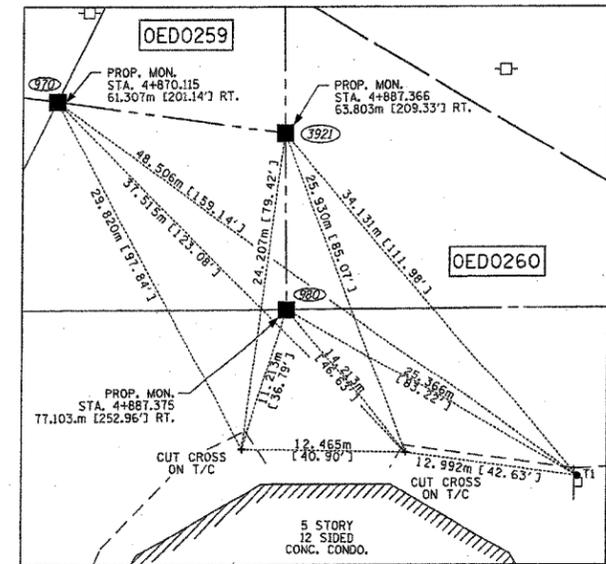 0ED0259
970
PROP. MON.
STA. 4+870.115
61.307m [201.14'] RT.
PROP. MON.
STA. 4+887.366
63.803m [209.33'] RT.
3921
48.506m [159.14']
37.515m [123.08']
29.820m [97.84']
24.207m [79.42']
25.930m [85.07']
34.131m [111.98']
0ED0260
980
PROP. MON.
STA. 4+887.375
77.103.m [252.96'] RT.
11.213m
[36.79']
14.213m
[46.63']
25.366m
[83.22']
12.465m
[40.90']
12.992m [42.63']
CUT CROSS
ON T/C
CUT CROSS
ON T/C
T1
5 STORY
12 SIDED
CONC. CONDO.